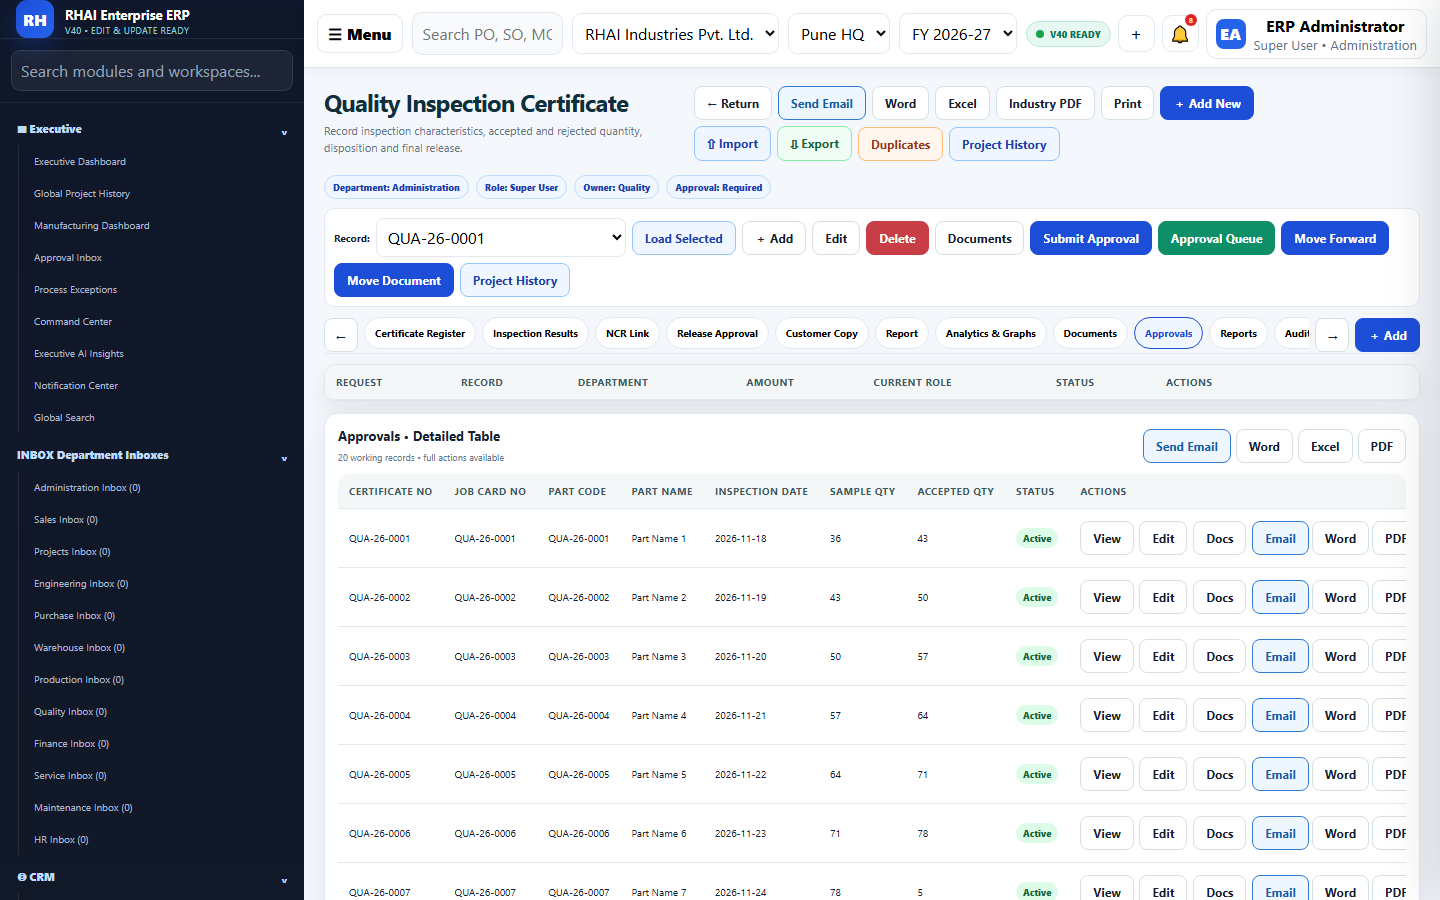 RH
RHAI Enterprise ERP
V40 • EDIT & UPDATE READY
Search modules and workspaces...
Executive
Executive Dashboard
Global Project History
Manufacturing Dashboard
Approval Inbox
Process Exceptions
Command Center
Executive AI Insights
Notification Center
Global Search
INBOX Department Inboxes
Administration Inbox (0)
Sales Inbox (0)
Projects Inbox (0)
Engineering Inbox (0)
Purchase Inbox (0)
Warehouse Inbox (0)
Production Inbox (0)
Quality Inbox (0)
Finance Inbox (0)
Service Inbox (0)
Maintenance Inbox (0)
HR Inbox (0)
CRM
☰ Menu
Search PO, SO, MC
RHAI Industries Pvt. Ltd.
Pune HQ
FY 2026-27
V40 READY
+
8
EA
ERP Administrator
Super User • Administration
Quality Inspection Certificate
Record inspection characteristics, accepted and rejected quantity,
disposition and final release.
← Return
Send Email
Word
Excel
Industry PDF
Print
+ Add New
⇧ Import
⇩ Export
Duplicates
Project History
Department: Administration
Role: Super User
Owner: Quality
Approval: Required
Record:
QUA-26-0001
Load Selected
+ Add
Edit
Delete
Documents
Submit Approval
Approval Queue
Move Forward
Move Document
Project History
←
Certificate Register
Inspection Results
NCR Link
Release Approval
Customer Copy
Report
Analytics & Graphs
Documents
Approvals
Reports
Audit
→
+ Add
REQUEST RECORD DEPARTMENT AMOUNT CURRENT ROLE STATUS ACTIONS
Approvals • Detailed Table
20 working records • full actions available
Send Email
Word
Excel
PDF
CERTIFICATE NO JOB CARD NO PART CODE PART NAME INSPECTION DATE SAMPLE QTY ACCEPTED QTY STATUS ACTIONS
QUA-26-0001 QUA-26-0001 QUA-26-0001 Part Name 1 2026-11-18 36 43 Active View Edit Docs Email Word PDF
QUA-26-0002 QUA-26-0002 QUA-26-0002 Part Name 2 2026-11-19 43 50 Active View Edit Docs Email Word PDF
QUA-26-0003 QUA-26-0003 QUA-26-0003 Part Name 3 2026-11-20 50 57 Active View Edit Docs Email Word PDF
QUA-26-0004 QUA-26-0004 QUA-26-0004 Part Name 4 2026-11-21 57 64 Active View Edit Docs Email Word PDF
QUA-26-0005 QUA-26-0005 QUA-26-0005 Part Name 5 2026-11-22 64 71 Active View Edit Docs Email Word PDF
QUA-26-0006 QUA-26-0006 QUA-26-0006 Part Name 6 2026-11-23 71 78 Active View Edit Docs Email Word PDF
QUA-26-0007 QUA-26-0007 QUA-26-0007 Part Name 7 2026-11-24 78 5 Active View Edit Docs Email Word PDF